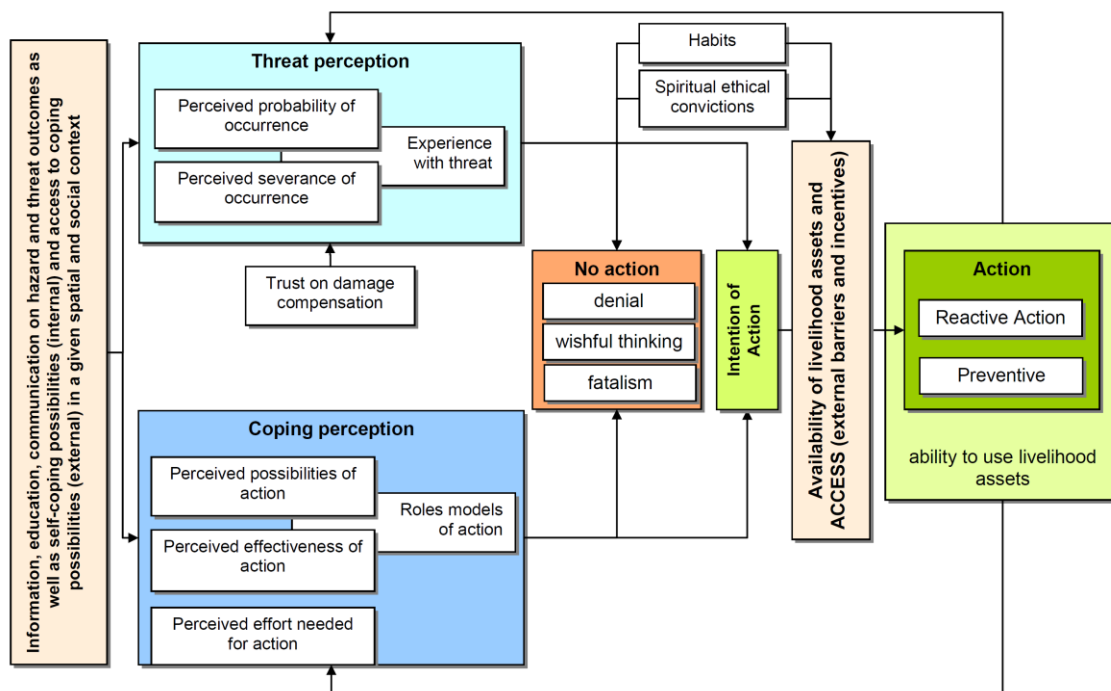 Information, education, communication on hazard and threat outcomes as
well as self-coping possibilities (internal) and access to coping
possibilities (external) in a given spatial and social context
Threat perception
Perceived probability of
occurrence
Experience
with threat
Perceived severance of
occurrence
Trust on damage
compensation
Habits
Spiritual ethical
convictions
No action
denial
wishful thinking
fatalism
Intention of
Action
Availability of livelihood assets and
ACCESS (external barriers and incentives)
Action
Reactive Action
Preventive
ability to use livelihood
assets
Coping perception
Perceived possibilities of
action
Roles models
of action
Perceived effectiveness of
action
Perceived effort needed
for action